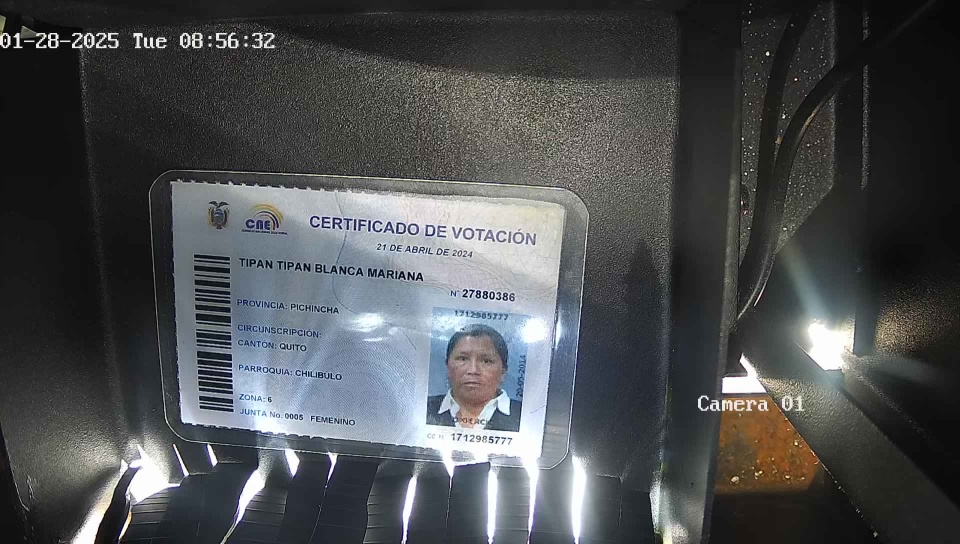 01-28-2025 Tue 08:56:32
CNE
CERTIFICADO DE VOTACIÓN
21 DE ABRIL DE 2024
TIPAN TIPAN BLANCA MARIANA
N° 27880386
PROVINCIA: PICHINCHA
1712985777
CIRCUNSCRIPCIÓN:
CANTON: QUITO
PARROQUIA: CHILIBULO
ZONA: 6
JUNTA No. 0005 FEMENINO
CC N: 1712985777
Camera 01